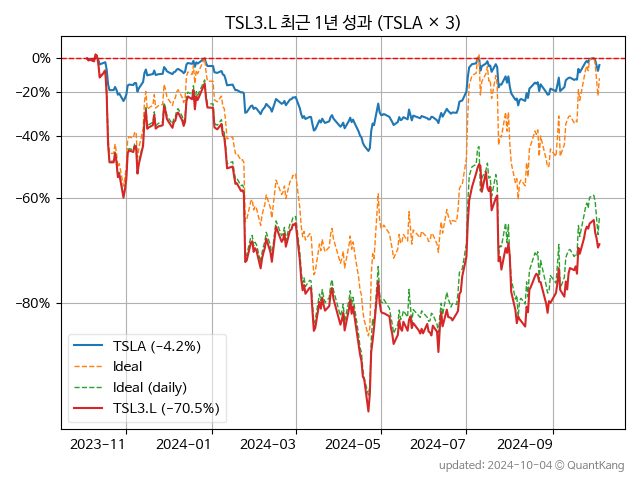 TSL3.L 최근 1년 성과 (TSLA × 3)
0%
−20%
−40%
−60%
−80%
TSLA (−4.2%)
Ideal
Ideal (daily)
TSL3.L (−70.5%)
2023−11 2024−01 2024−03 2024−05 2024−07 2024−09
updated: 2024-10-04 © QuantKang